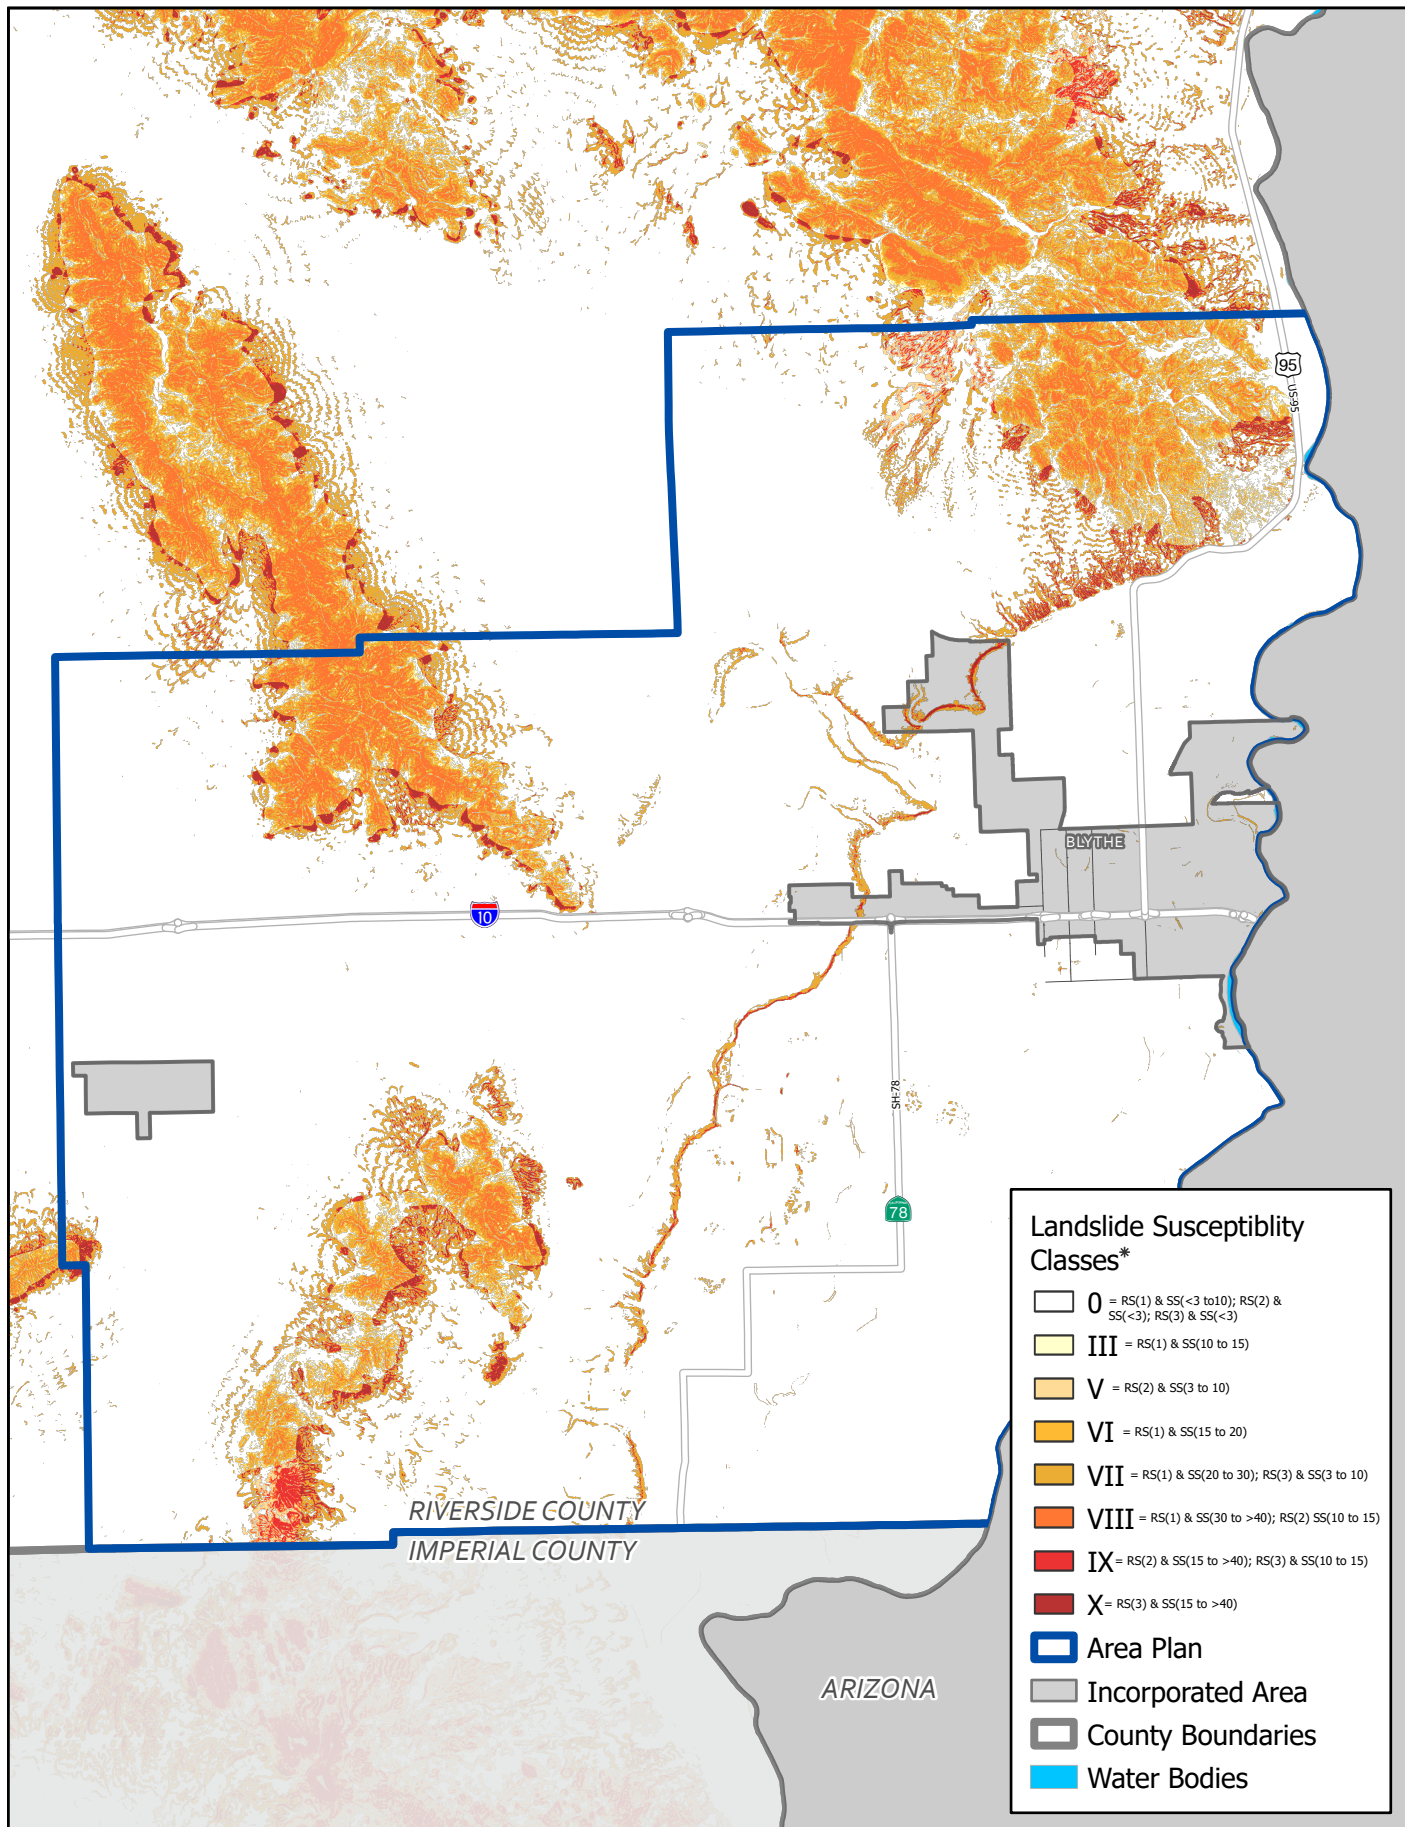 95
US-95
BLYTHE
10
SH-78
CALIFORNIA
78
RIVERSIDE COUNTY
IMPERIAL COUNTY
ARIZONA
Landslide Susceptiblity
Classes*
0 = RS(1) & SS(<3 to10); RS(2) &
SS(<3); RS(3) & SS(<3)
III = RS(1) & SS(10 to 15)
V = RS(2) & SS(3 to 10)
VI = RS(1) & SS(15 to 20)
VII = RS(1) & SS(20 to 30); RS(3) & SS(3 to 10)
VIII = RS(1) & SS(30 to >40); RS(2) SS(10 to 15)
IX = RS(2) & SS(15 to >40); RS(3) & SS(10 to 15)
X = RS(3) & SS(15 to >40)
Area Plan
Incorporated Area
County Boundaries
Water Bodies